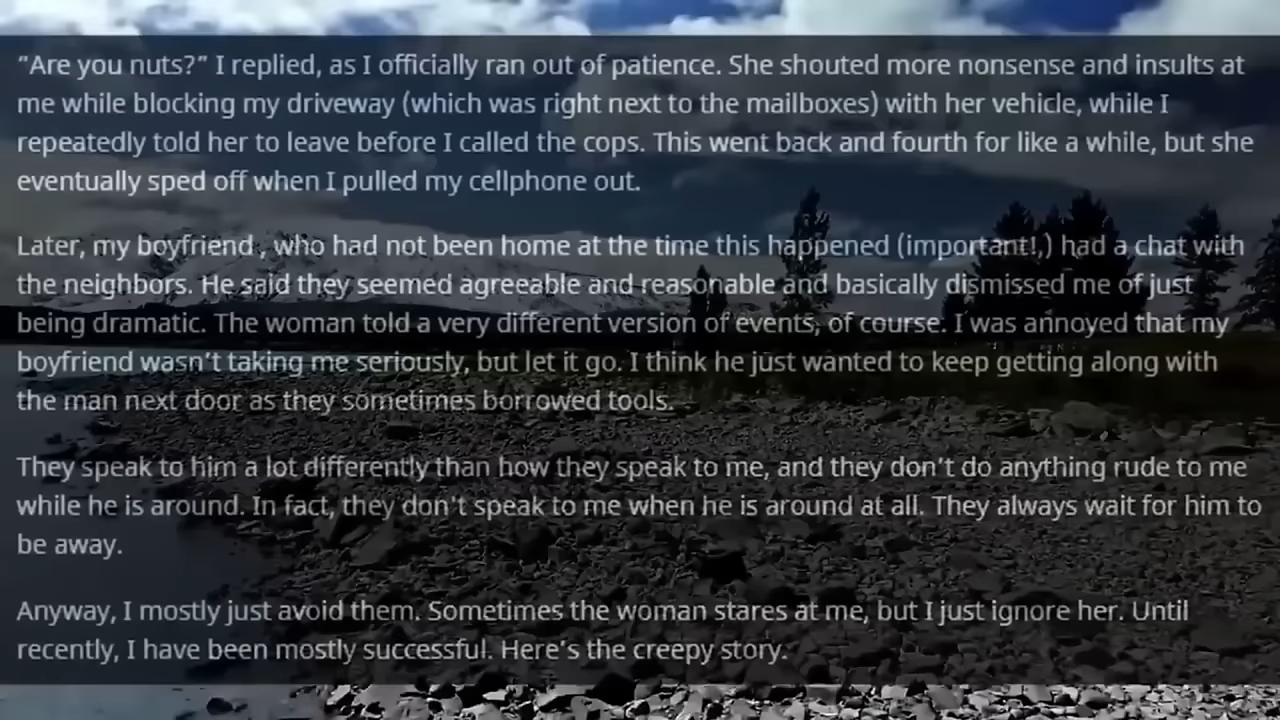 “Are you nuts?” I replied, as I officially ran out of patience. She shouted more nonsense and insults at
me while blocking my driveway (which was right next to the mailboxes) with her vehicle, while I
repeatedly told her to leave before I called the cops. This went back and fourth for like a while, but she
eventually sped off when I pulled my cellphone out.
Later, my boyfriend , who had not been home at the time this happened (important!,) had a chat with
the neighbors. He said they seemed agreeable and reasonable and basically dismissed me of just
being dramatic. The woman told a very different version of events, of course. I was annoyed that my
boyfriend wasn’t taking me seriously, but let it go. I think he just wanted to keep getting along with
the man next door as they sometimes borrowed tools.
They speak to him a lot differently than how they speak to me, and they don’t do anything rude to me
while he is around. In fact, they don't speak to me when he is around at all. They always wait for him to
be away.
Anyway, I mostly just avoid them. Sometimes the woman stares at me, but I just ignore her. Until
recently, I have been mostly successful. Here’s the creepy story.